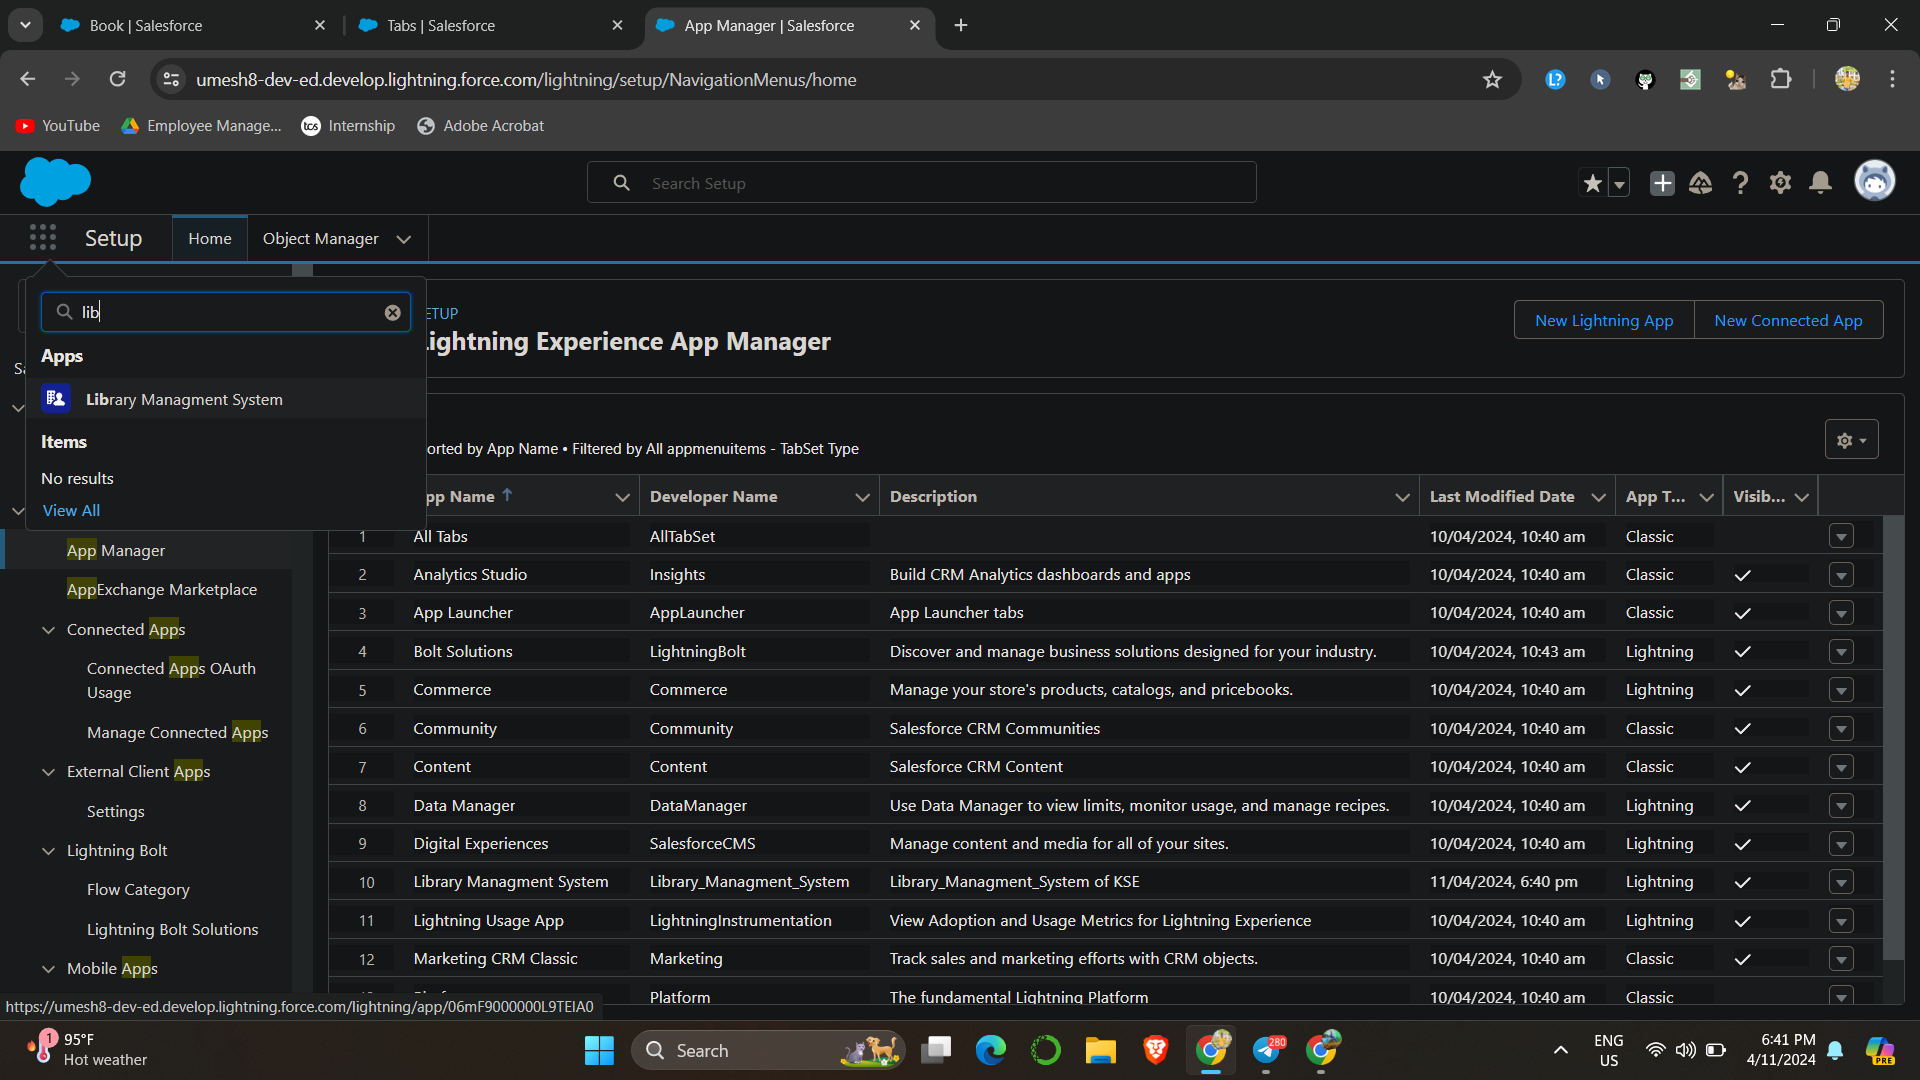 Book | Salesforce
Tabs | Salesforce
App Manager | Salesforce
umesh8-dev-ed.develop.lightning.force.com/lightning/setup/NavigationMenus/home
YouTube
Employee Manage...
tcs
Internship
Adobe Acrobat
Search Setup
Setup
Home
Object Manager
lib
Apps
Library Managment System
Items
No results
View All
ETUP
ightning Experience App Manager
New Lightning App
New Connected App
orted by App Name • Filtered by All appmenuitems - TabSet Type
pp Name Developer Name Description Last Modified Date App T... Visib...
1 All Tabs AllTabSet 10/04/2024, 10:40 am Classic
2 Analytics Studio Insights Build CRM Analytics dashboards and apps 10/04/2024, 10:40 am Classic
3 App Launcher AppLauncher App Launcher tabs 10/04/2024, 10:40 am Classic
4 Bolt Solutions LightningBolt Discover and manage business solutions designed for your industry. 10/04/2024, 10:43 am Lightning
5 Commerce Commerce Manage your store's products, catalogs, and pricebooks. 10/04/2024, 10:40 am Lightning
6 Community Community Salesforce CRM Communities 10/04/2024, 10:40 am Classic
7 Content Content Salesforce CRM Content 10/04/2024, 10:40 am Classic
8 Data Manager DataManager Use Data Manager to view limits, monitor usage, and manage recipes. 10/04/2024, 10:40 am Lightning
9 Digital Experiences SalesforceCMS Manage content and media for all of your sites. 10/04/2024, 10:40 am Lightning
10 Library Managment System Library_Managment_System Library_Managment_System of KSE 11/04/2024, 6:40 pm Lightning
11 Lightning Usage App LightningInstrumentation View Adoption and Usage Metrics for Lightning Experience 10/04/2024, 10:40 am Lightning
12 Marketing CRM Classic Marketing Track sales and marketing efforts with CRM objects. 10/04/2024, 10:40 am Classic
Platform The fundamental Lightning Platform 10/04/2024, 10:40 am Classic
App Manager
AppExchange Marketplace
Connected Apps
Connected Apps OAuth
Usage
Manage Connected Apps
External Client Apps
Settings
Lightning Bolt
Flow Category
Lightning Bolt Solutions
Mobile Apps
https://umesh8-dev-ed.develop.lightning.force.com/lightning/app/06mF9000000L9TEIA0
1
95°F
Hot weather
Search
280
ENG
US
6:41 PM
4/11/2024
PRE